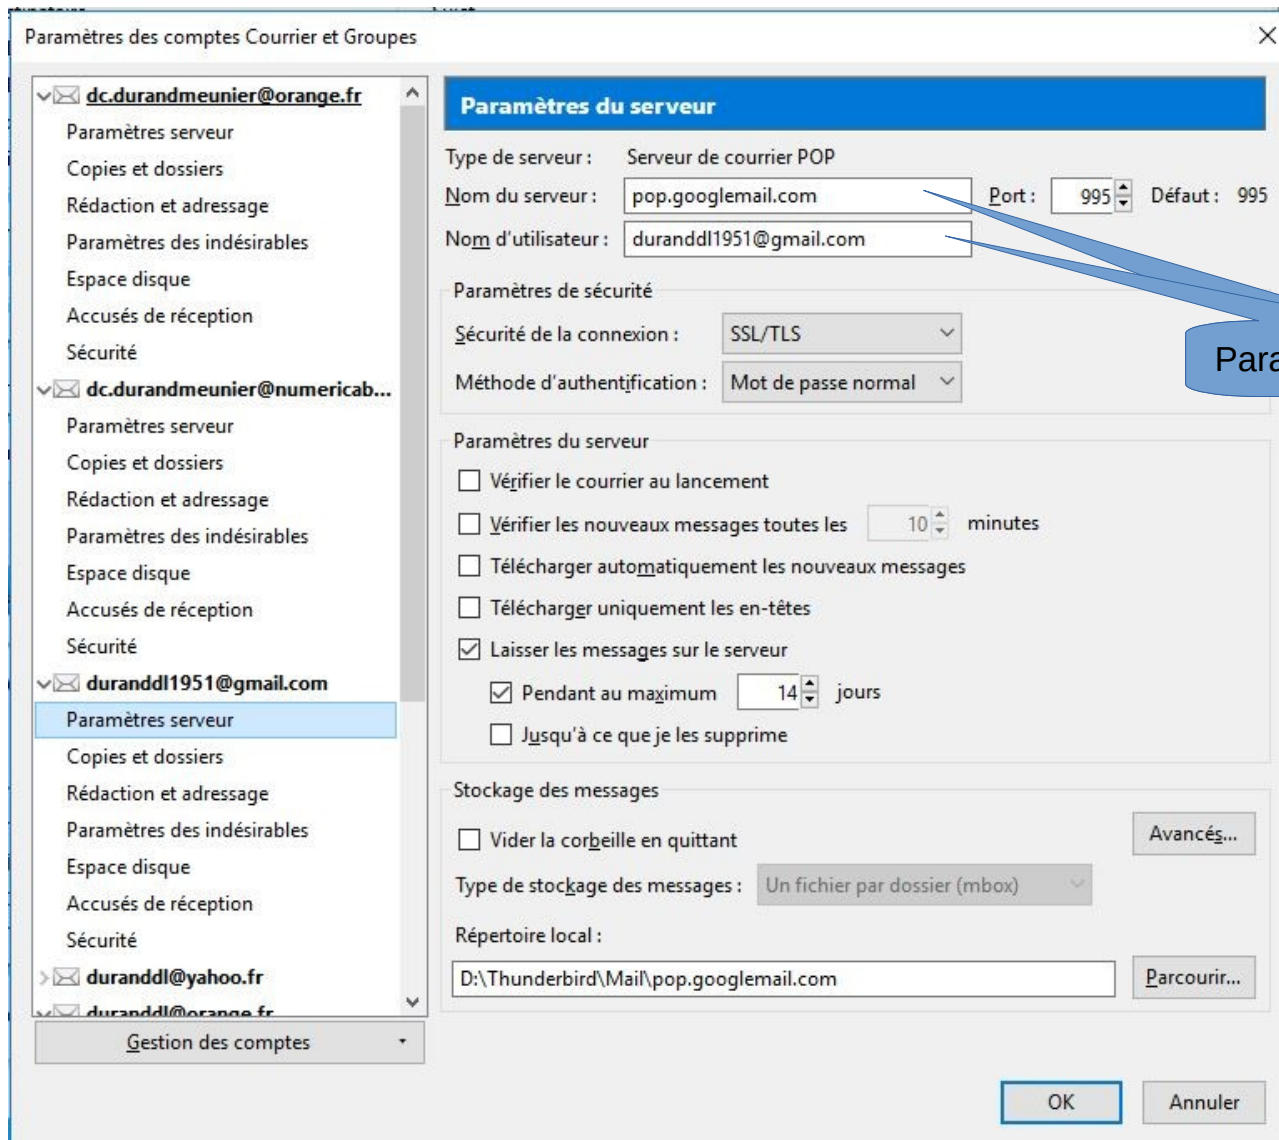 Paramètres des comptes Courrier et Groupes
dc.durandmeunier@orange.fr
Paramètres serveur
Copies et dossiers
Rédaction et adressage
Paramètres des indésirables
Espace disque
Accusés de réception
Sécurité
dc.durandmeunier@numericab...
Paramètres serveur
Copies et dossiers
Rédaction et adressage
Paramètres des indésirables
Espace disque
Accusés de réception
Sécurité
duranddl1951@gmail.com
Paramètres serveur
Copies et dossiers
Rédaction et adressage
Paramètres des indésirables
Espace disque
Accusés de réception
Sécurité
duranddl@yahoo.fr
duranddl@orange.fr
Gestion des comptes
Paramètres du serveur
Type de serveur : Serveur de courrier POP
Nom du serveur : pop.googlemail.com Port : 995 Défaut : 995
Nom d'utilisateur : duranddl1951@gmail.com
Paramètres de sécurité
Sécurité de la connexion : SSL/TLS
Méthode d'authentification : Mot de passe normal
Para
Paramètres du serveur
Vérifier le courrier au lancement
Vérifier les nouveaux messages toutes les 10 minutes
Télécharger automatiquement les nouveaux messages
Télécharger uniquement les en-têtes
Laisser les messages sur le serveur
Pendant au maximum 14 jours
Jusqu'à ce que je les supprime
Stockage des messages
Vider la corbeille en quittant Avancés...
Type de stockage des messages : Un fichier par dossier (mbox)
Répertoire local :
D:\Thunderbird\Mail\pop.googlemail.com Parcourir...
OK Annuler